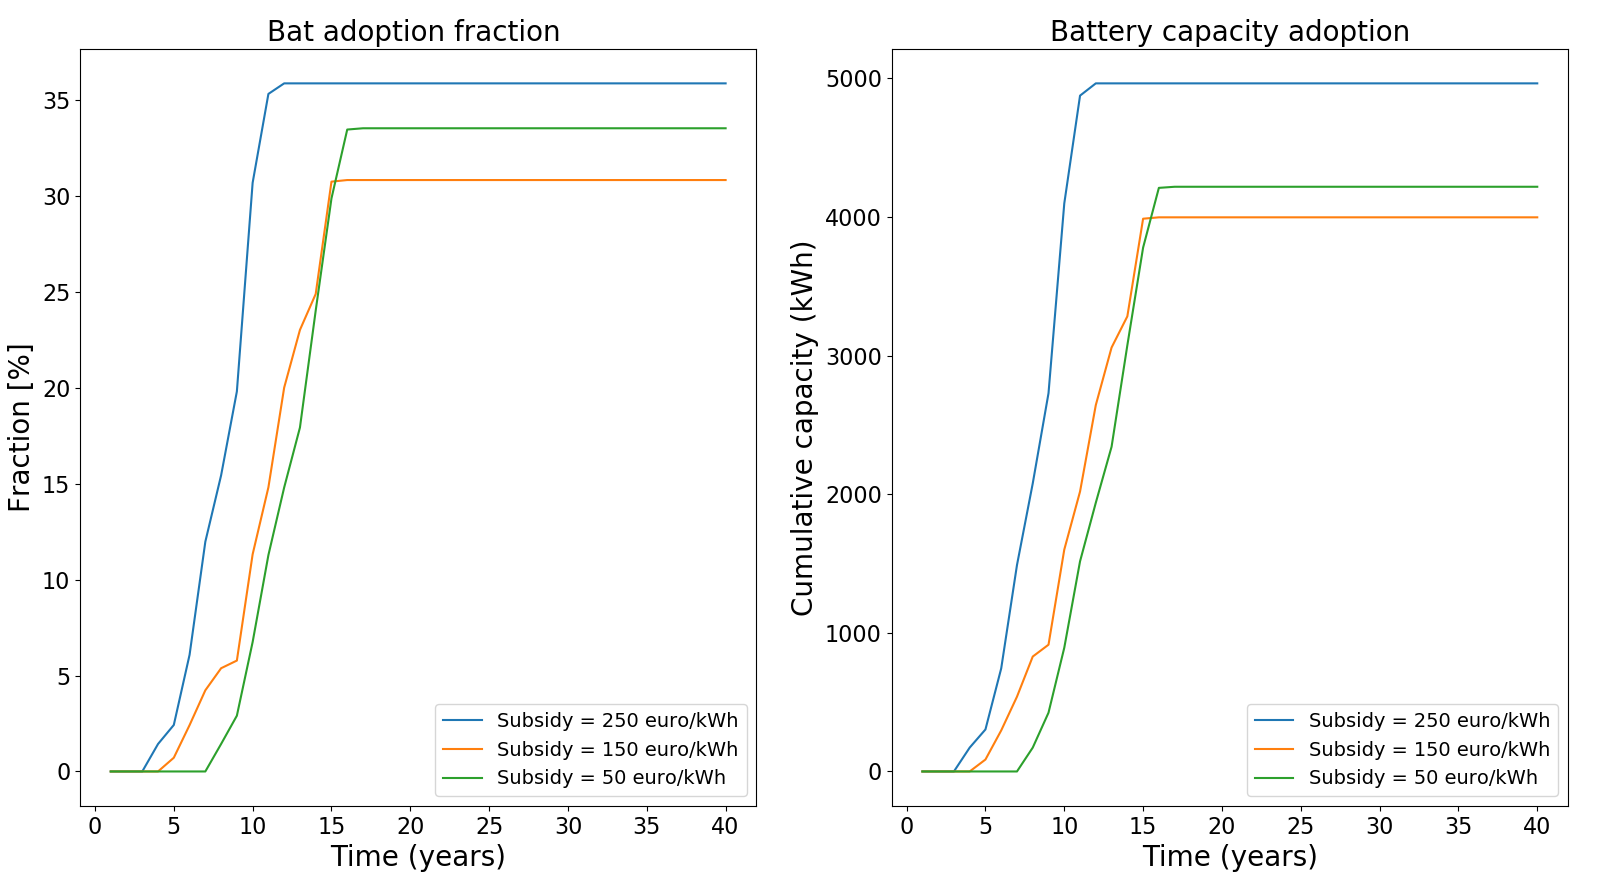 Bat adoption fraction
Fraction [%]
35
30
25
20
15
10
5
0
0 5 10 15 20 25 30 35 40
Time (years)
Subsidy = 250 euro/kWh
Subsidy = 150 euro/kWh
Subsidy = 50 euro/kWh
Battery capacity adoption
Cumulative capacity (kWh)
5000
4000
3000
2000
1000
0
0 5 10 15 20 25 30 35 40
Time (years)
Subsidy = 250 euro/kWh
Subsidy = 150 euro/kWh
Subsidy = 50 euro/kWh